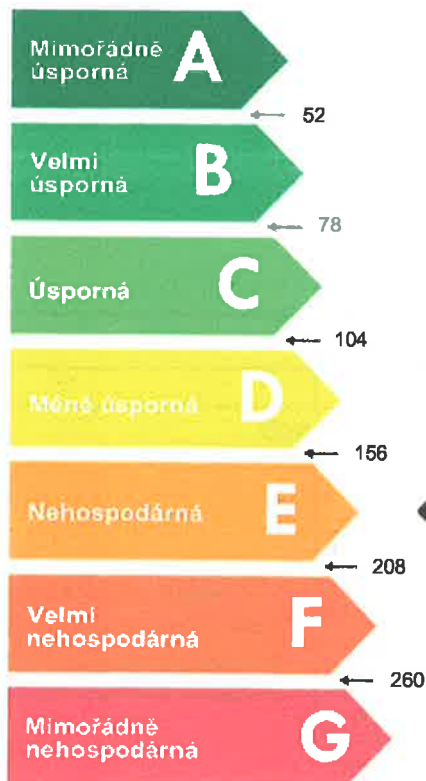 Mimořádně
úsporná
A
52
Velmi
úsporná
B
78
Úsporná
C
104
Méně úsporná
D
156
Nehospodárná
E
208
Velmi
nehospodárná
F
260
Mimořádně
nehospodárná
G